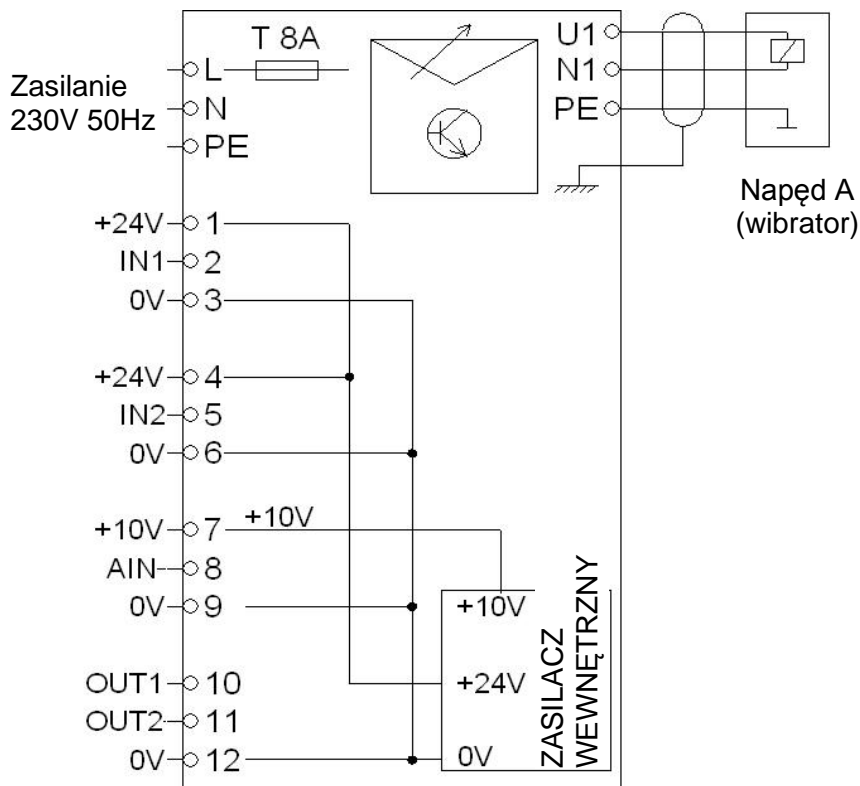 T 8A
Zasilanie
230V 50Hz
L
N
PE
U1
N1
PE
Napęd A
(wibrator)
+24V 1
IN1 2
0V 3
+24V 4
IN2 5
0V 6
+10V 7 +10V
AIN 8
0V 9
OUT1 10
OUT2 11
0V 12
+10V
+24V
0V
ZASILACZ
WEWNĘTRZNY